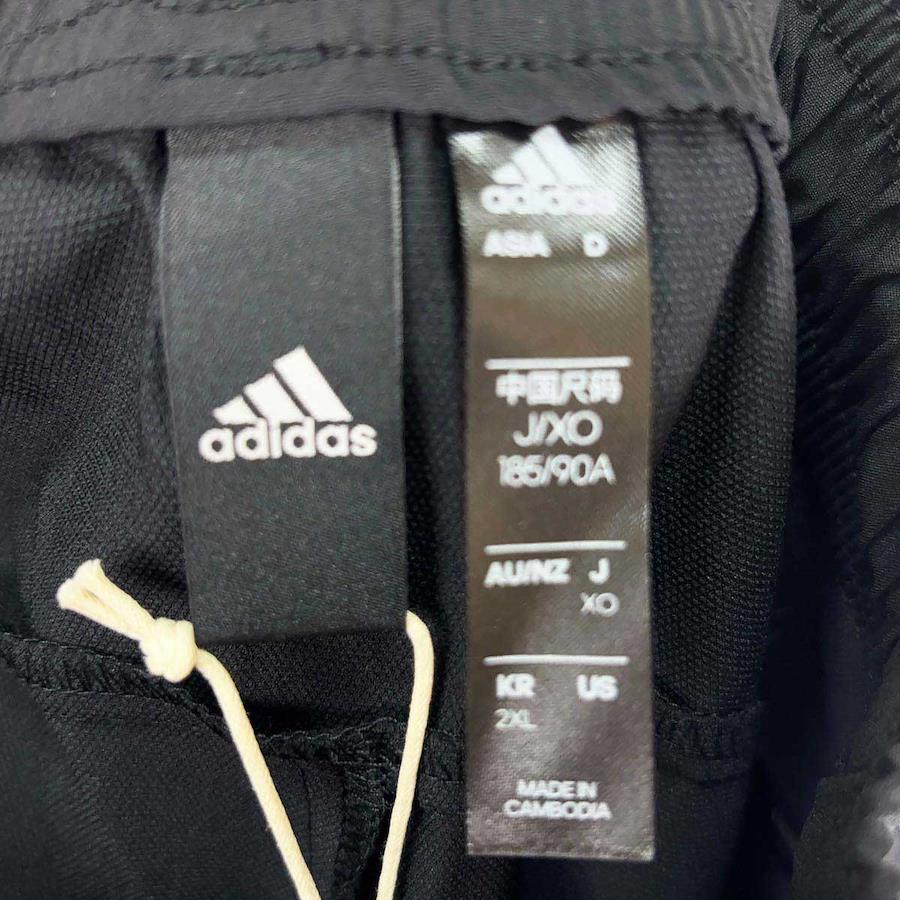 adidas
adidas
ASIA D
中国尺码
J/XO
185/90A
AU/NZ J
XO
KR US
2XL
MADE IN
CAMBODIA